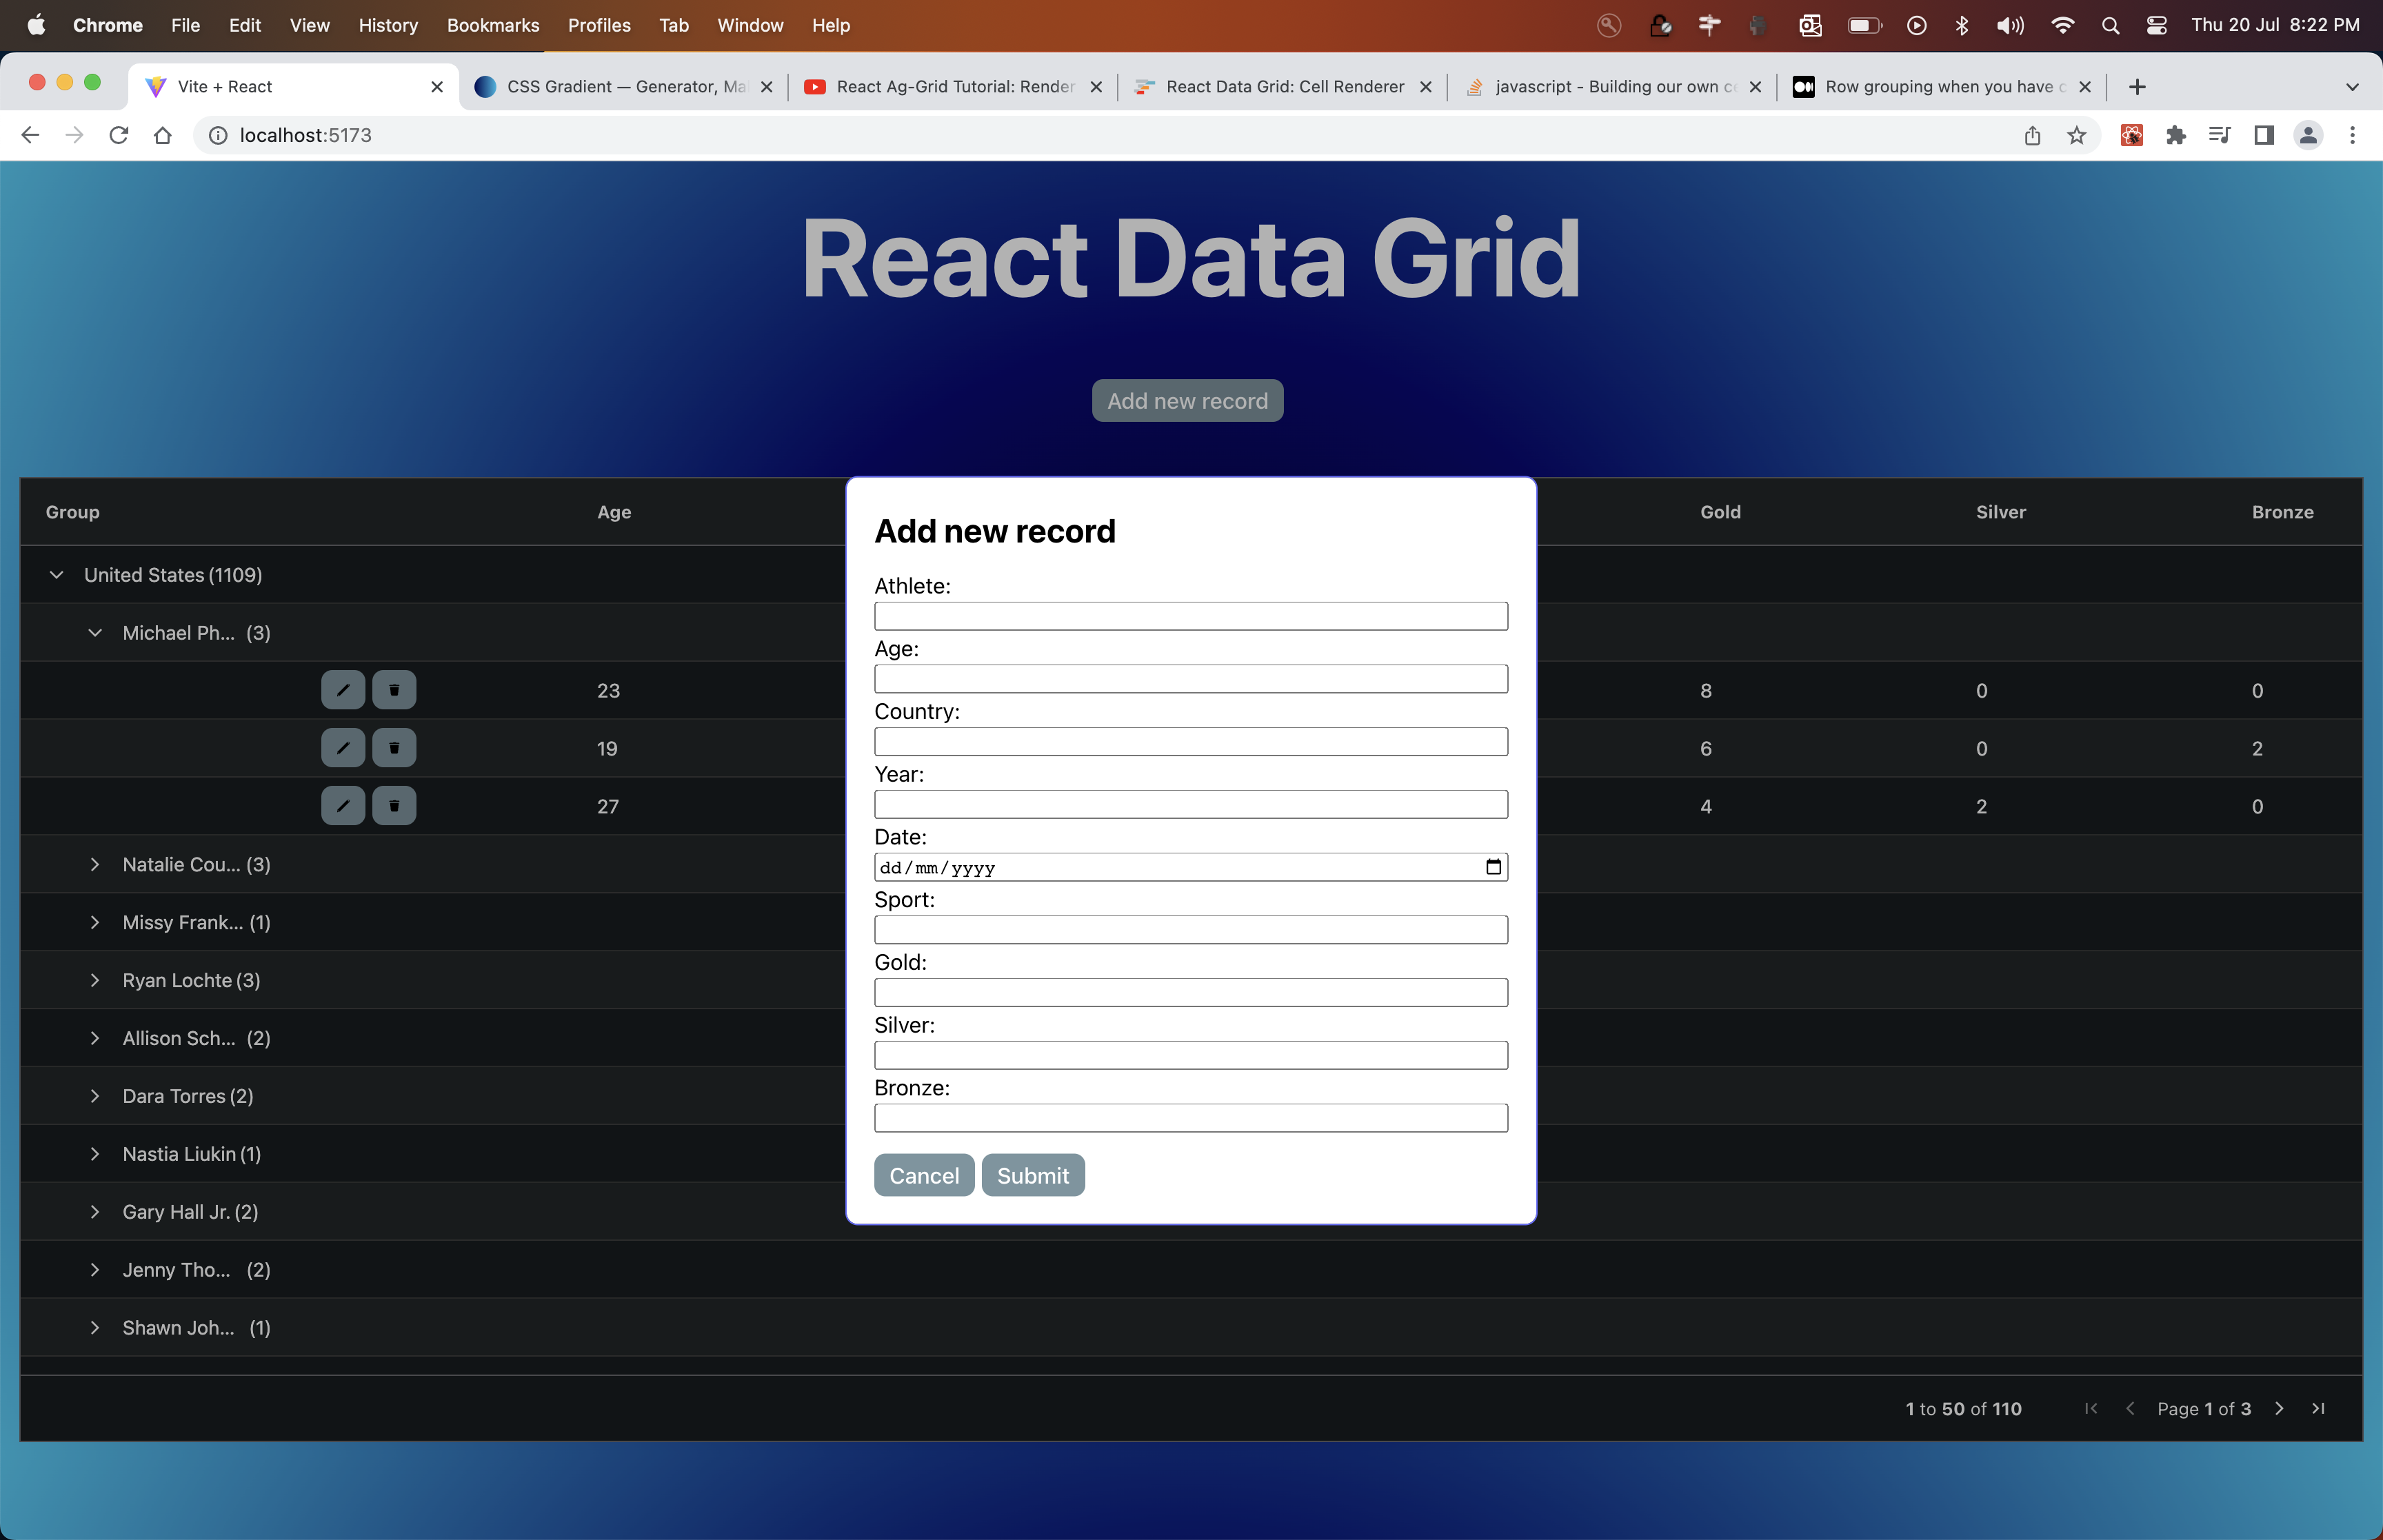 Chrome File Edit View History Bookmarks Profiles Tab Window Help Thu 20 Jul 8:22 PM
Vite + React CSS Gradient — Generator, Ma React Ag-Grid Tutorial: Render React Data Grid: Cell Renderer javascript - Building our own ce Row grouping when you have c
localhost:5173
React Data Grid
Add new record
Group Age Gold Silver Bronze
United States (1109)
Michael Ph... (3)
23 8 0 0
19 6 0 2
27 4 2 0
Natalie Cou... (3)
Missy Frank... (1)
Ryan Lochte (3)
Allison Sch... (2)
Dara Torres (2)
Nastia Liukin (1)
Gary Hall Jr. (2)
Jenny Tho... (2)
Shawn Joh... (1)
Add new record
Athlete:
Age:
Country:
Year:
Date:
dd/mm/yyyy
Sport:
Gold:
Silver:
Bronze:
Cancel Submit
1 to 50 of 110 Page 1 of 3